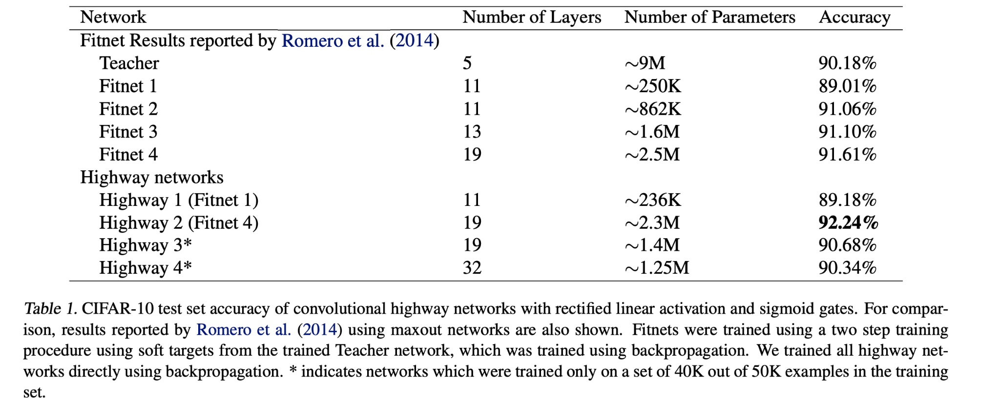 Network Number of Layers Number of Parameters Accuracy
Fitnet Results reported by Romero et al. (2014)
Teacher 5 ∼9M 90.18%
Fitnet 1 11 ∼250K 89.01%
Fitnet 2 11 ∼862K 91.06%
Fitnet 3 13 ∼1.6M 91.10%
Fitnet 4 19 ∼2.5M 91.61%
Highway networks
Highway 1 (Fitnet 1) 11 ∼236K 89.18%
Highway 2 (Fitnet 4) 19 ∼2.3M 92.24%
Highway 3* 19 ∼1.4M 90.68%
Highway 4* 32 ∼1.25M 90.34%
Table 1. CIFAR-10 test set accuracy of convolutional highway networks with rectified linear activation and sigmoid gates. For compar-
ison, results reported by Romero et al. (2014) using maxout networks are also shown. Fitnets were trained using a two step training
procedure using soft targets from the trained Teacher network, which was trained using backpropagation. We trained all highway net-
works directly using backpropagation. * indicates networks which were trained only on a set of 40K out of 50K examples in the training
set.